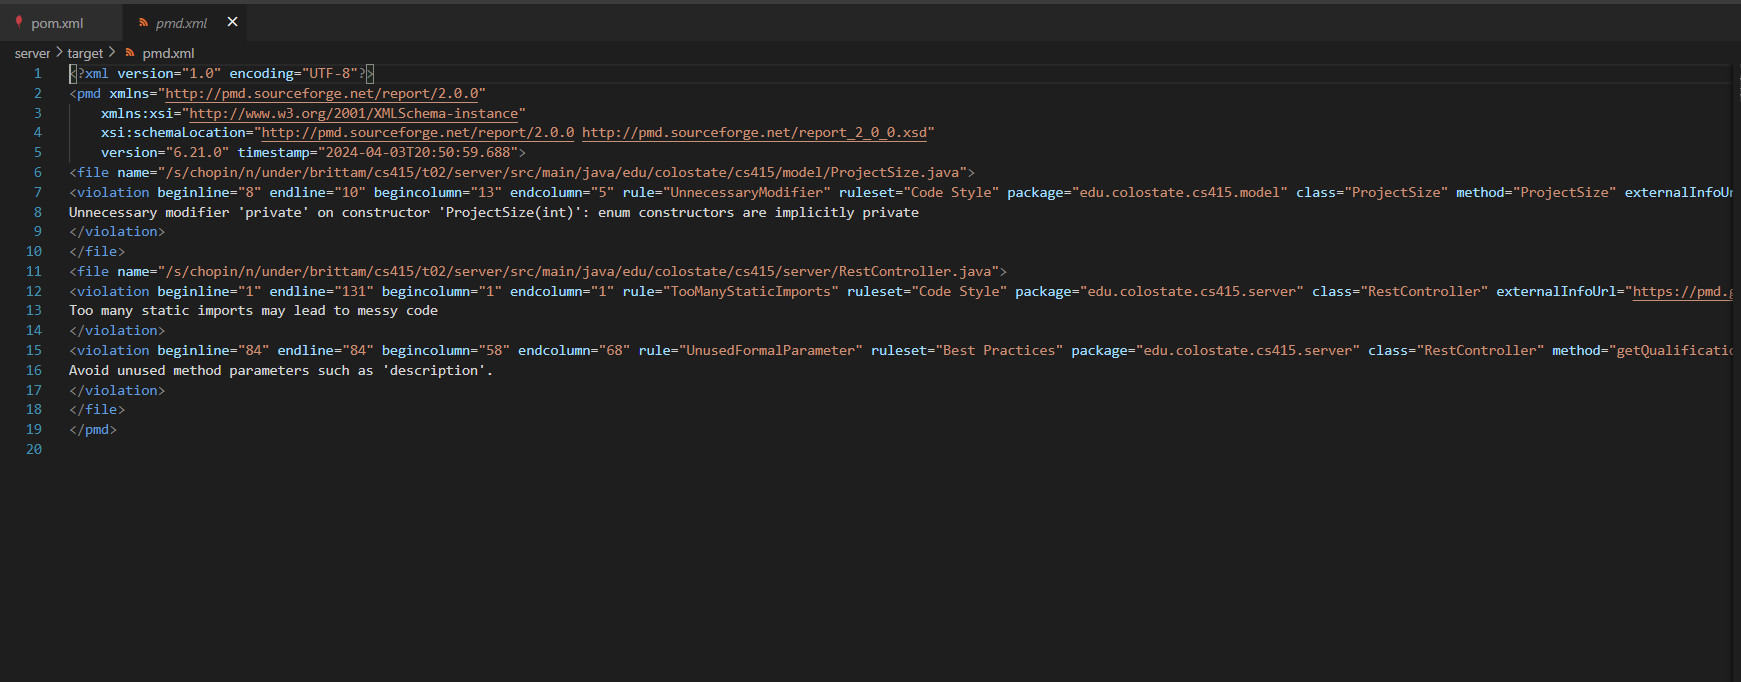 pom.xml
pmd.xml
server > target > pmd.xml
1 <?xml version="1.0" encoding="UTF-8"?>
2 <pmd xmlns="http://pmd.sourceforge.net/report/2.0.0"
3 xmlns:xsi="http://www.w3.org/2001/XMLSchema-instance"
4 xsi:schemaLocation="http://pmd.sourceforge.net/report/2.0.0 http://pmd.sourceforge.net/report_2_0_0.xsd"
5 version="6.21.0" timestamp="2024-04-03T20:50:59.688">
6 <file name="/s/chopin/n/under/brittam/cs415/t02/server/src/main/java/edu/colostate/cs415/model/ProjectSize.java">
7 <violation beginline="8" endline="10" begincolumn="13" endcolumn="5" rule="UnnecessaryModifier" ruleset="Code Style" package="edu.colostate.cs415.model" class="ProjectSize" method="ProjectSize" externalInfoUr
8 Unnecessary modifier 'private' on constructor 'ProjectSize(int)': enum constructors are implicitly private
9 </violation>
10 </file>
11 <file name="/s/chopin/n/under/brittam/cs415/t02/server/src/main/java/edu/colostate/cs415/server/RestController.java">
12 <violation beginline="1" endline="131" begincolumn="1" endcolumn="1" rule="TooManyStaticImports" ruleset="Code Style" package="edu.colostate.cs415.server" class="RestController" externalInfoUrl="https://pmd.g
13 Too many static imports may lead to messy code
14 </violation>
15 <violation beginline="84" endline="84" begincolumn="58" endcolumn="68" rule="UnusedFormalParameter" ruleset="Best Practices" package="edu.colostate.cs415.server" class="RestController" method="getQualificatio
16 Avoid unused method parameters such as 'description'.
17 </violation>
18 </file>
19 </pmd>
20